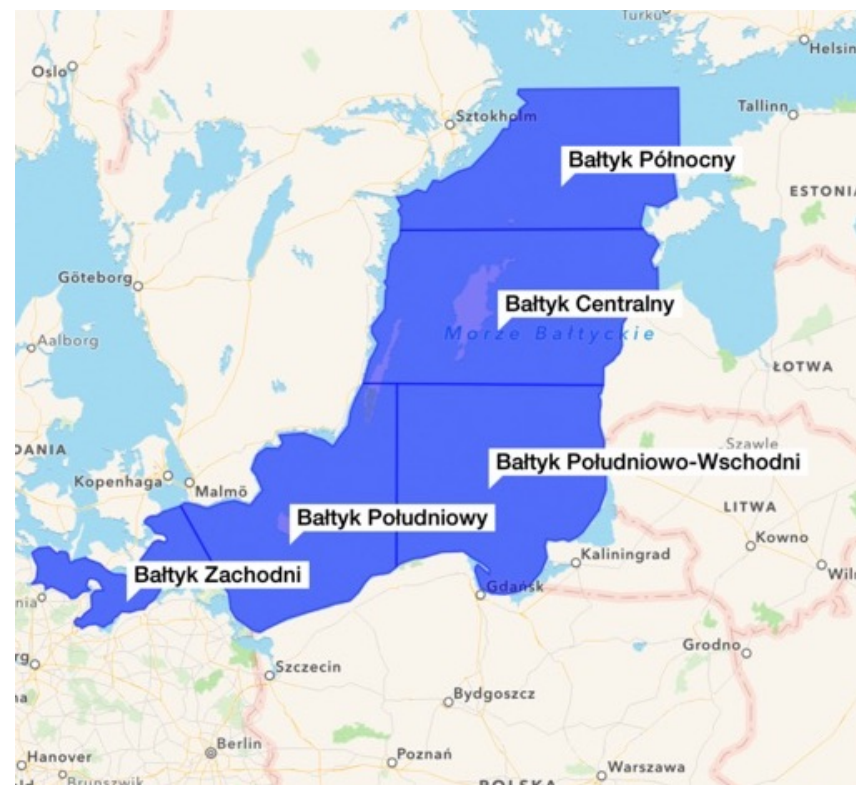 Turku
Helsin
Oslo
Sztokholm
Tallinn
Bałtyk Północny
ESTONIA
Göteborg
Bałtyk Centralny
Morze Bałtyckie
Aalborg
ŁOTWA
DANIA
Szawle
Kopenhaga
Malmö
Bałtyk Południowo-Wschodni
LITWA
Bałtyk Południowy
Kowno
Kaliningrad
Wiln
Bałtyk Zachodni
Gdańsk
Grodno
Szczecin
Bydgoszcz
Berlin
Hanover
Poznań
Warszawa
Brunszwik
POLSKA